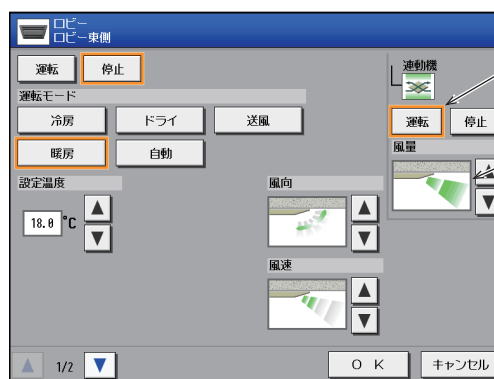 ロビー
ロビー東側
運転 停止
運転モード
冷房 ドライ 送風
暖房 自動
設定温度
18.0 ℃
風向
風速
連動機
運転 停止
風量
1/2
OK キャンセル